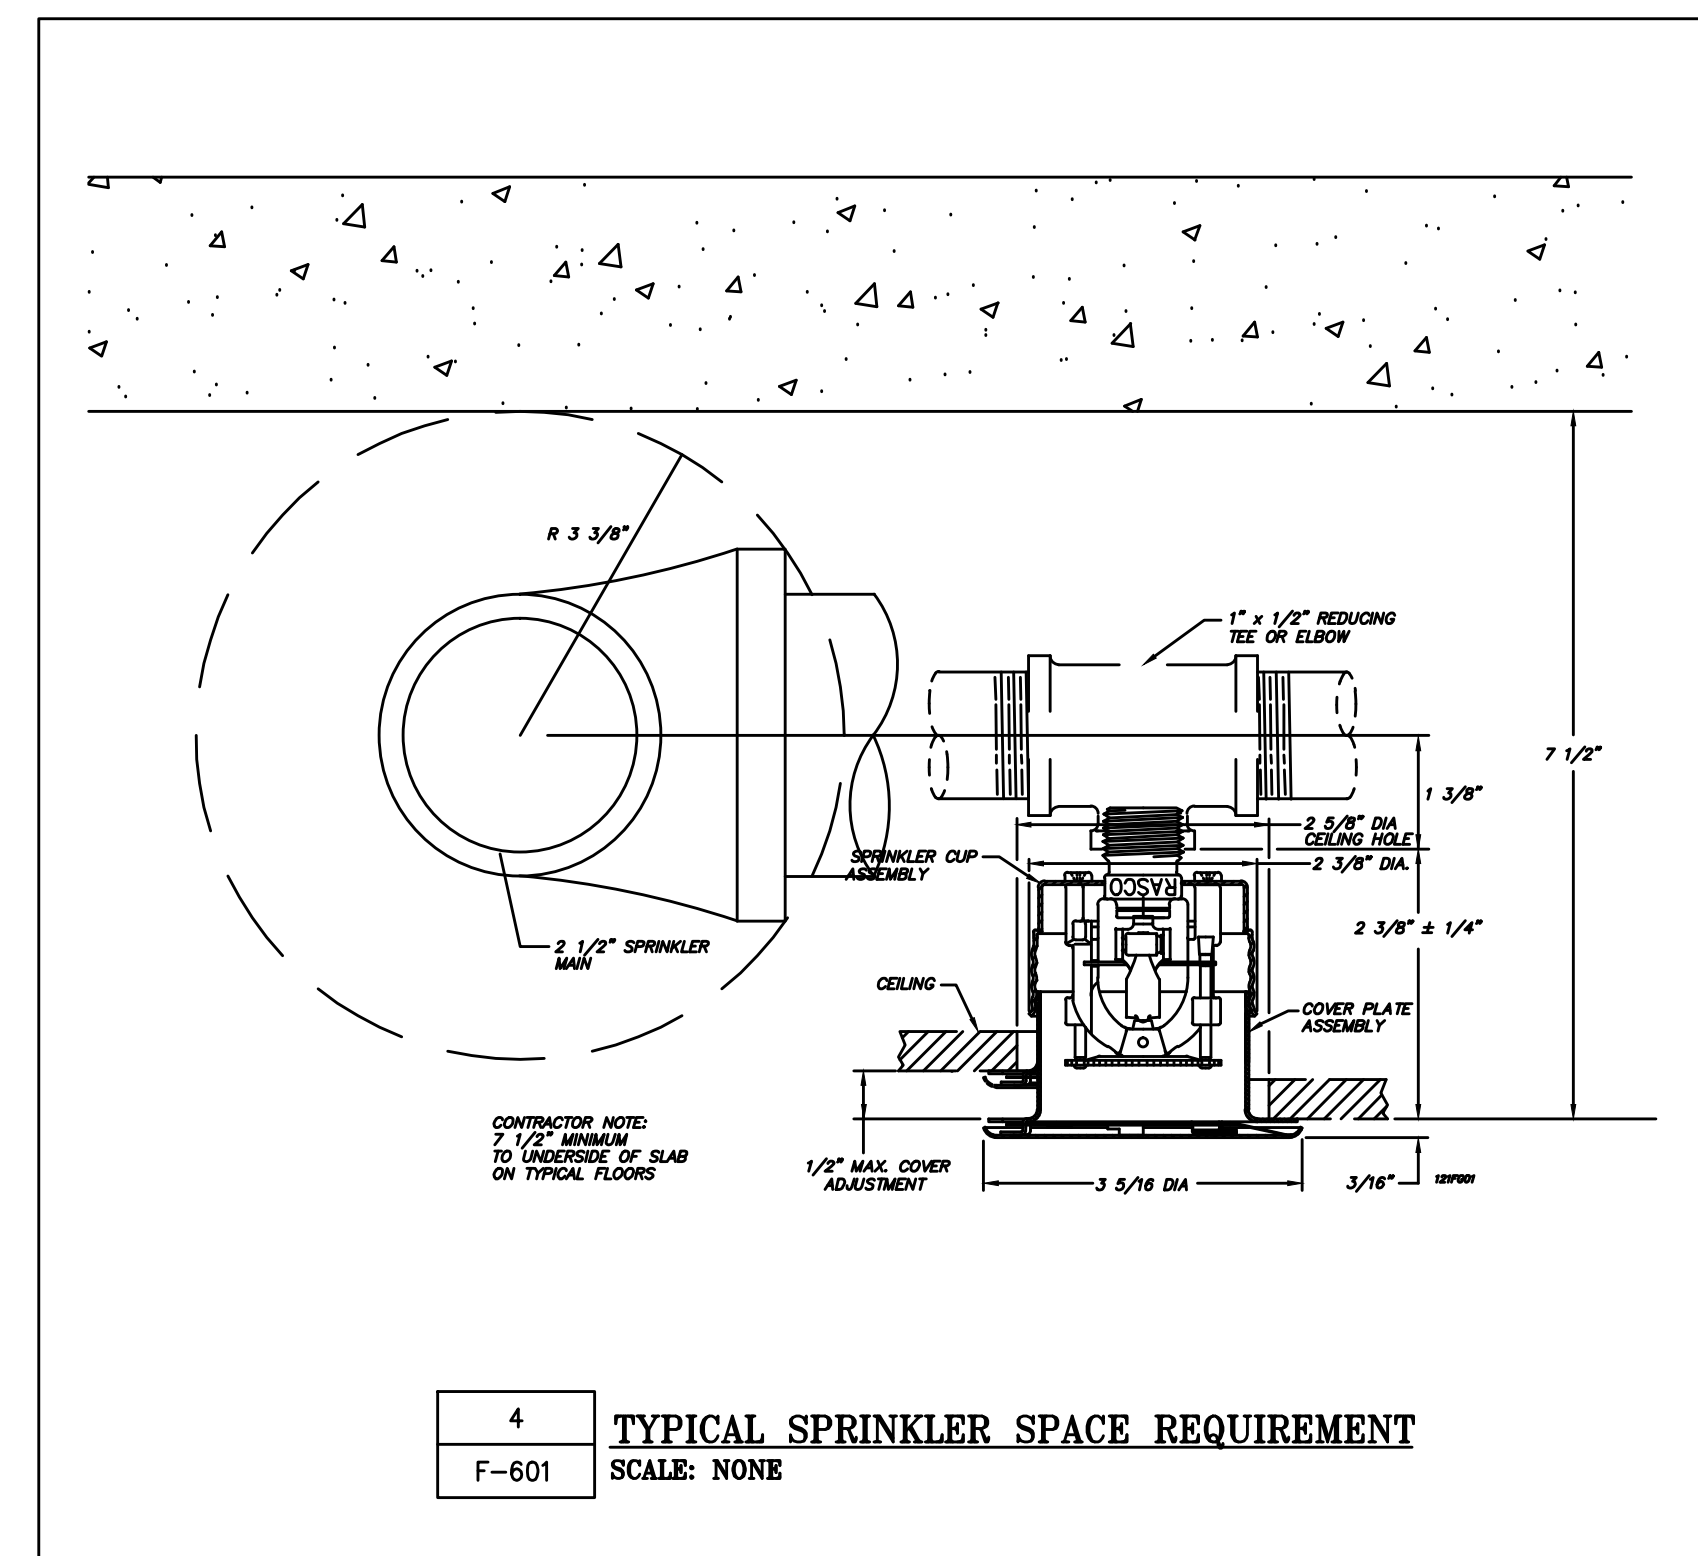 R 3 3/8"
1" x 1/2" REDUCING
TEE OR ELBOW
7 1/2"
1 3/8"
2 5/8" DIA
CEILING HOLE
SPRINKLER CUP
ASSEMBLY
2 3/8" DIA.
RASCO
2 3/8" ± 1/4"
2 1/2" SPRINKLER
MAIN
CEILING
COVER PLATE
ASSEMBLY
CONTRACTOR NOTE:
7 1/2" MINIMUM
TO UNDERSIDE OF SLAB
ON TYPICAL FLOORS
1/2" MAX. COVER
ADJUSTMENT
3 5/16 DIA
3/16"
121FG01
4
F-601
TYPICAL SPRINKLER SPACE REQUIREMENT
SCALE: NONE